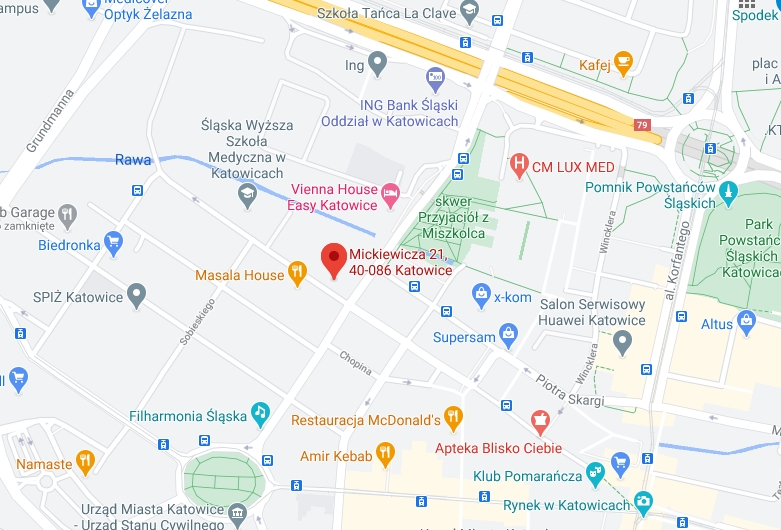 ampus
Medicover
Optyk Żelazna
Szkoła Tańca La Clave
Spodek
Kafej
plac
i A
Ing
ING Bank Śląski
Oddział w Katowicach
Grundmanna
Śląska Wyższa
Szkoła
Medyczna w
Katowicach
79
KT
Rawa
CM LUX MED
Vienna House
Easy Katowice
skwer
Przyjaciół z
Miszkolca
Pomnik Powstańców
Śląskich
b Garage
o zamknięte
Biedronka
Wincklera
al. Korfantego
Park
Powstańców
Śląskich
Katowicach
Mickiewicza 21,
40-086 Katowice
Masala House
SPIŻ Katowice
x-kom
Salon Serwisowy
Huawei Katowice
Sobieskiego
Supersam
Altus
Chopina
Wincklera
Piotra Skargi
Filharmonia Śląska
Restauracja McDonald's
Apteka Blisko Ciebie
Amir Kebab
Namaste
Klub Pomarańcza
Rynek w Katowicach
Urząd Miasta Katowice
- Urząd Stanu Cywilnego